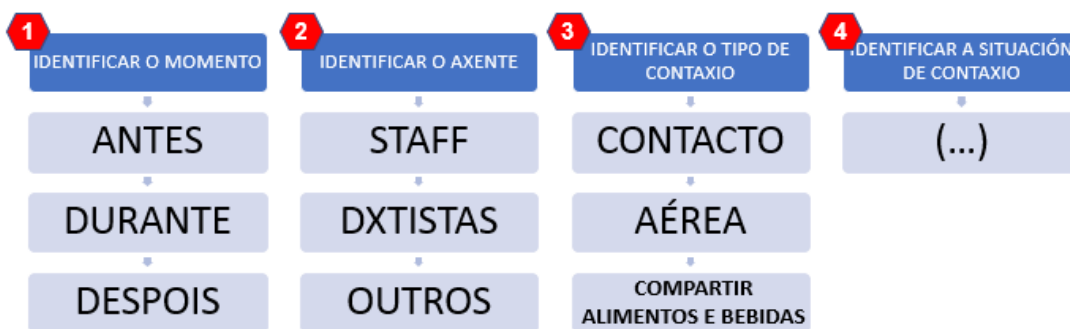 1
IDENTIFICAR O MOMENTO
ANTES
DURANTE
DESPOIS
2
IDENTIFICAR O AXENTE
STAFF
DXTISTAS
OUTROS
3
IDENTIFICAR O TIPO DE
CONTAXIO
CONTACTO
AÉREA
COMPARTIR
ALIMENTOS E BEBIDAS
4
IDENTIFICAR A SITUACIÓN
DE CONTAXIO
(...)